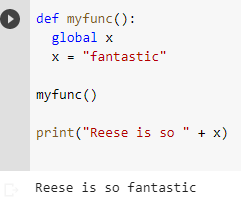 def myfunc():
  global x
  x = "fantastic"
myfunc()
print("Reese is so " + x)
Reese is so fantastic